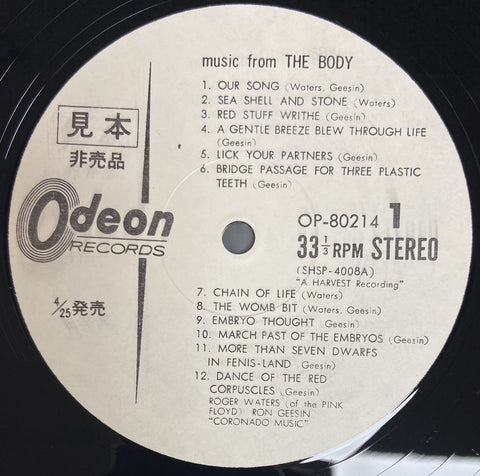 music from THE BODY
1. OUR SONG (Waters, Geesin)
2. SEA SHELL AND STONE (Waters)
3. RED STUFF WRITHE (Geesin)
4. A GENTLE BREEZE BLEW THROUGH LIFE
(Geesin)
5. LICK YOUR PARTNERS (Geesin)
6. BRIDGE PASSAGE FOR THREE PLASTIC
TEETH (Geesin)
見本
非売品
Odeon
RECORDS
OP-80214 1
33 1/3 RPM STEREO
(SHSP-4008A)
"A HARVEST Recording"
4/25発売
7. CHAIN OF LIFE (Waters)
8. THE WOMB BIT (Waters, Geesin)
9. EMBRYO THOUGHT (Geesin)
10. MARCH PAST OF THE EMBRYOS (Geesin)
11. MORE THAN SEVEN DWARFS
IN FENIS-LAND (Geesin)
12. DANCE OF THE RED
CORPUSCLES (Geesin)
ROGER WATERS (of the PINK
FLOYD) RON GEESIN
"CORONADO MUSIC"